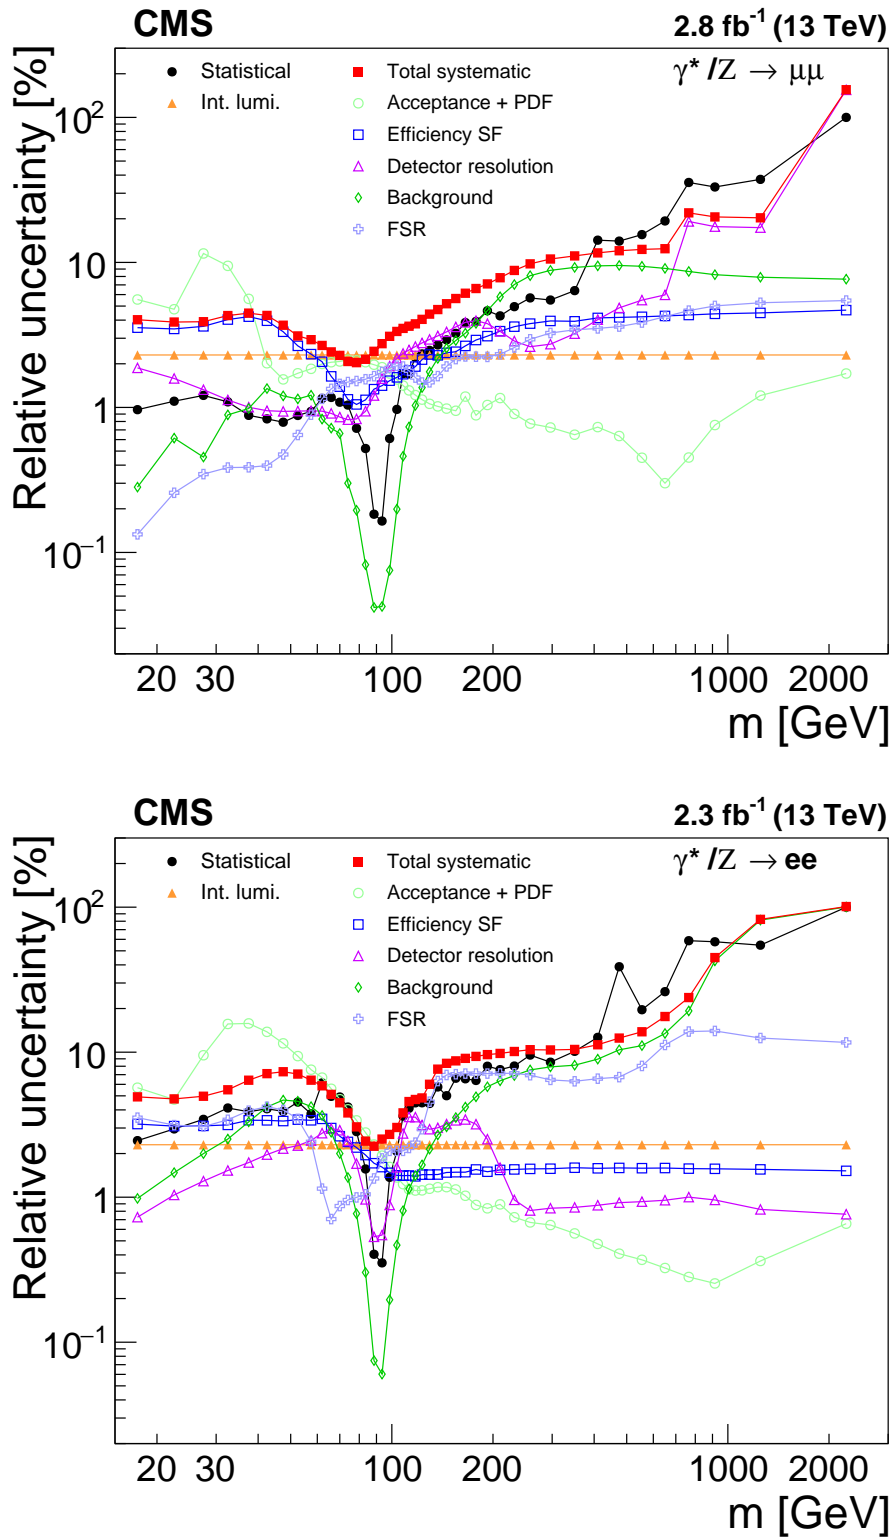 CMS 2.8 fb⁻¹ (13 TeV)
Statistical Total systematic γ* /Z → μμ
Int. lumi. Acceptance + PDF
Efficiency SF
Detector resolution
Background
FSR
Relative uncertainty [%]
10²
10
1
10⁻¹
20 30 100 200 1000 2000
m [GeV]
CMS 2.3 fb⁻¹ (13 TeV)
Statistical Total systematic γ* /Z → ee
Int. lumi. Acceptance + PDF
Efficiency SF
Detector resolution
Background
FSR
Relative uncertainty [%]
10²
10
1
10⁻¹
20 30 100 200 1000 2000
m [GeV]